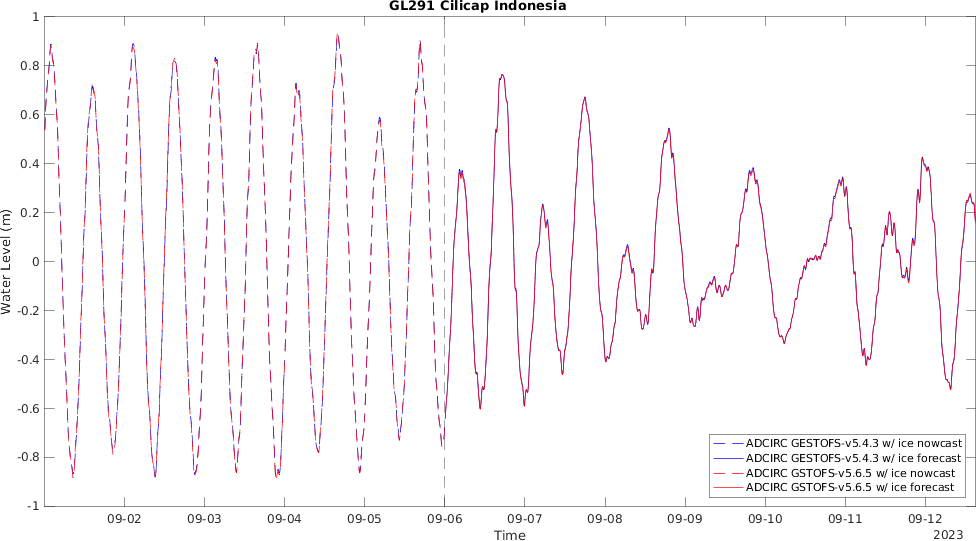 GL291 Cilicap Indonesia
Water Level (m)
1
0.8
0.6
0.4
0.2
0
-0.2
-0.4
-0.6
-0.8
-1
ADCIRC GESTOFS-v5.4.3 w/ ice nowcast
ADCIRC GESTOFS-v5.4.3 w/ ice forecast
ADCIRC GSTOFS-v5.6.5 w/ ice nowcast
ADCIRC GSTOFS-v5.6.5 w/ ice forecast
09-02 09-03 09-04 09-05 09-06 09-07 09-08 09-09 09-10 09-11 09-12
Time
2023